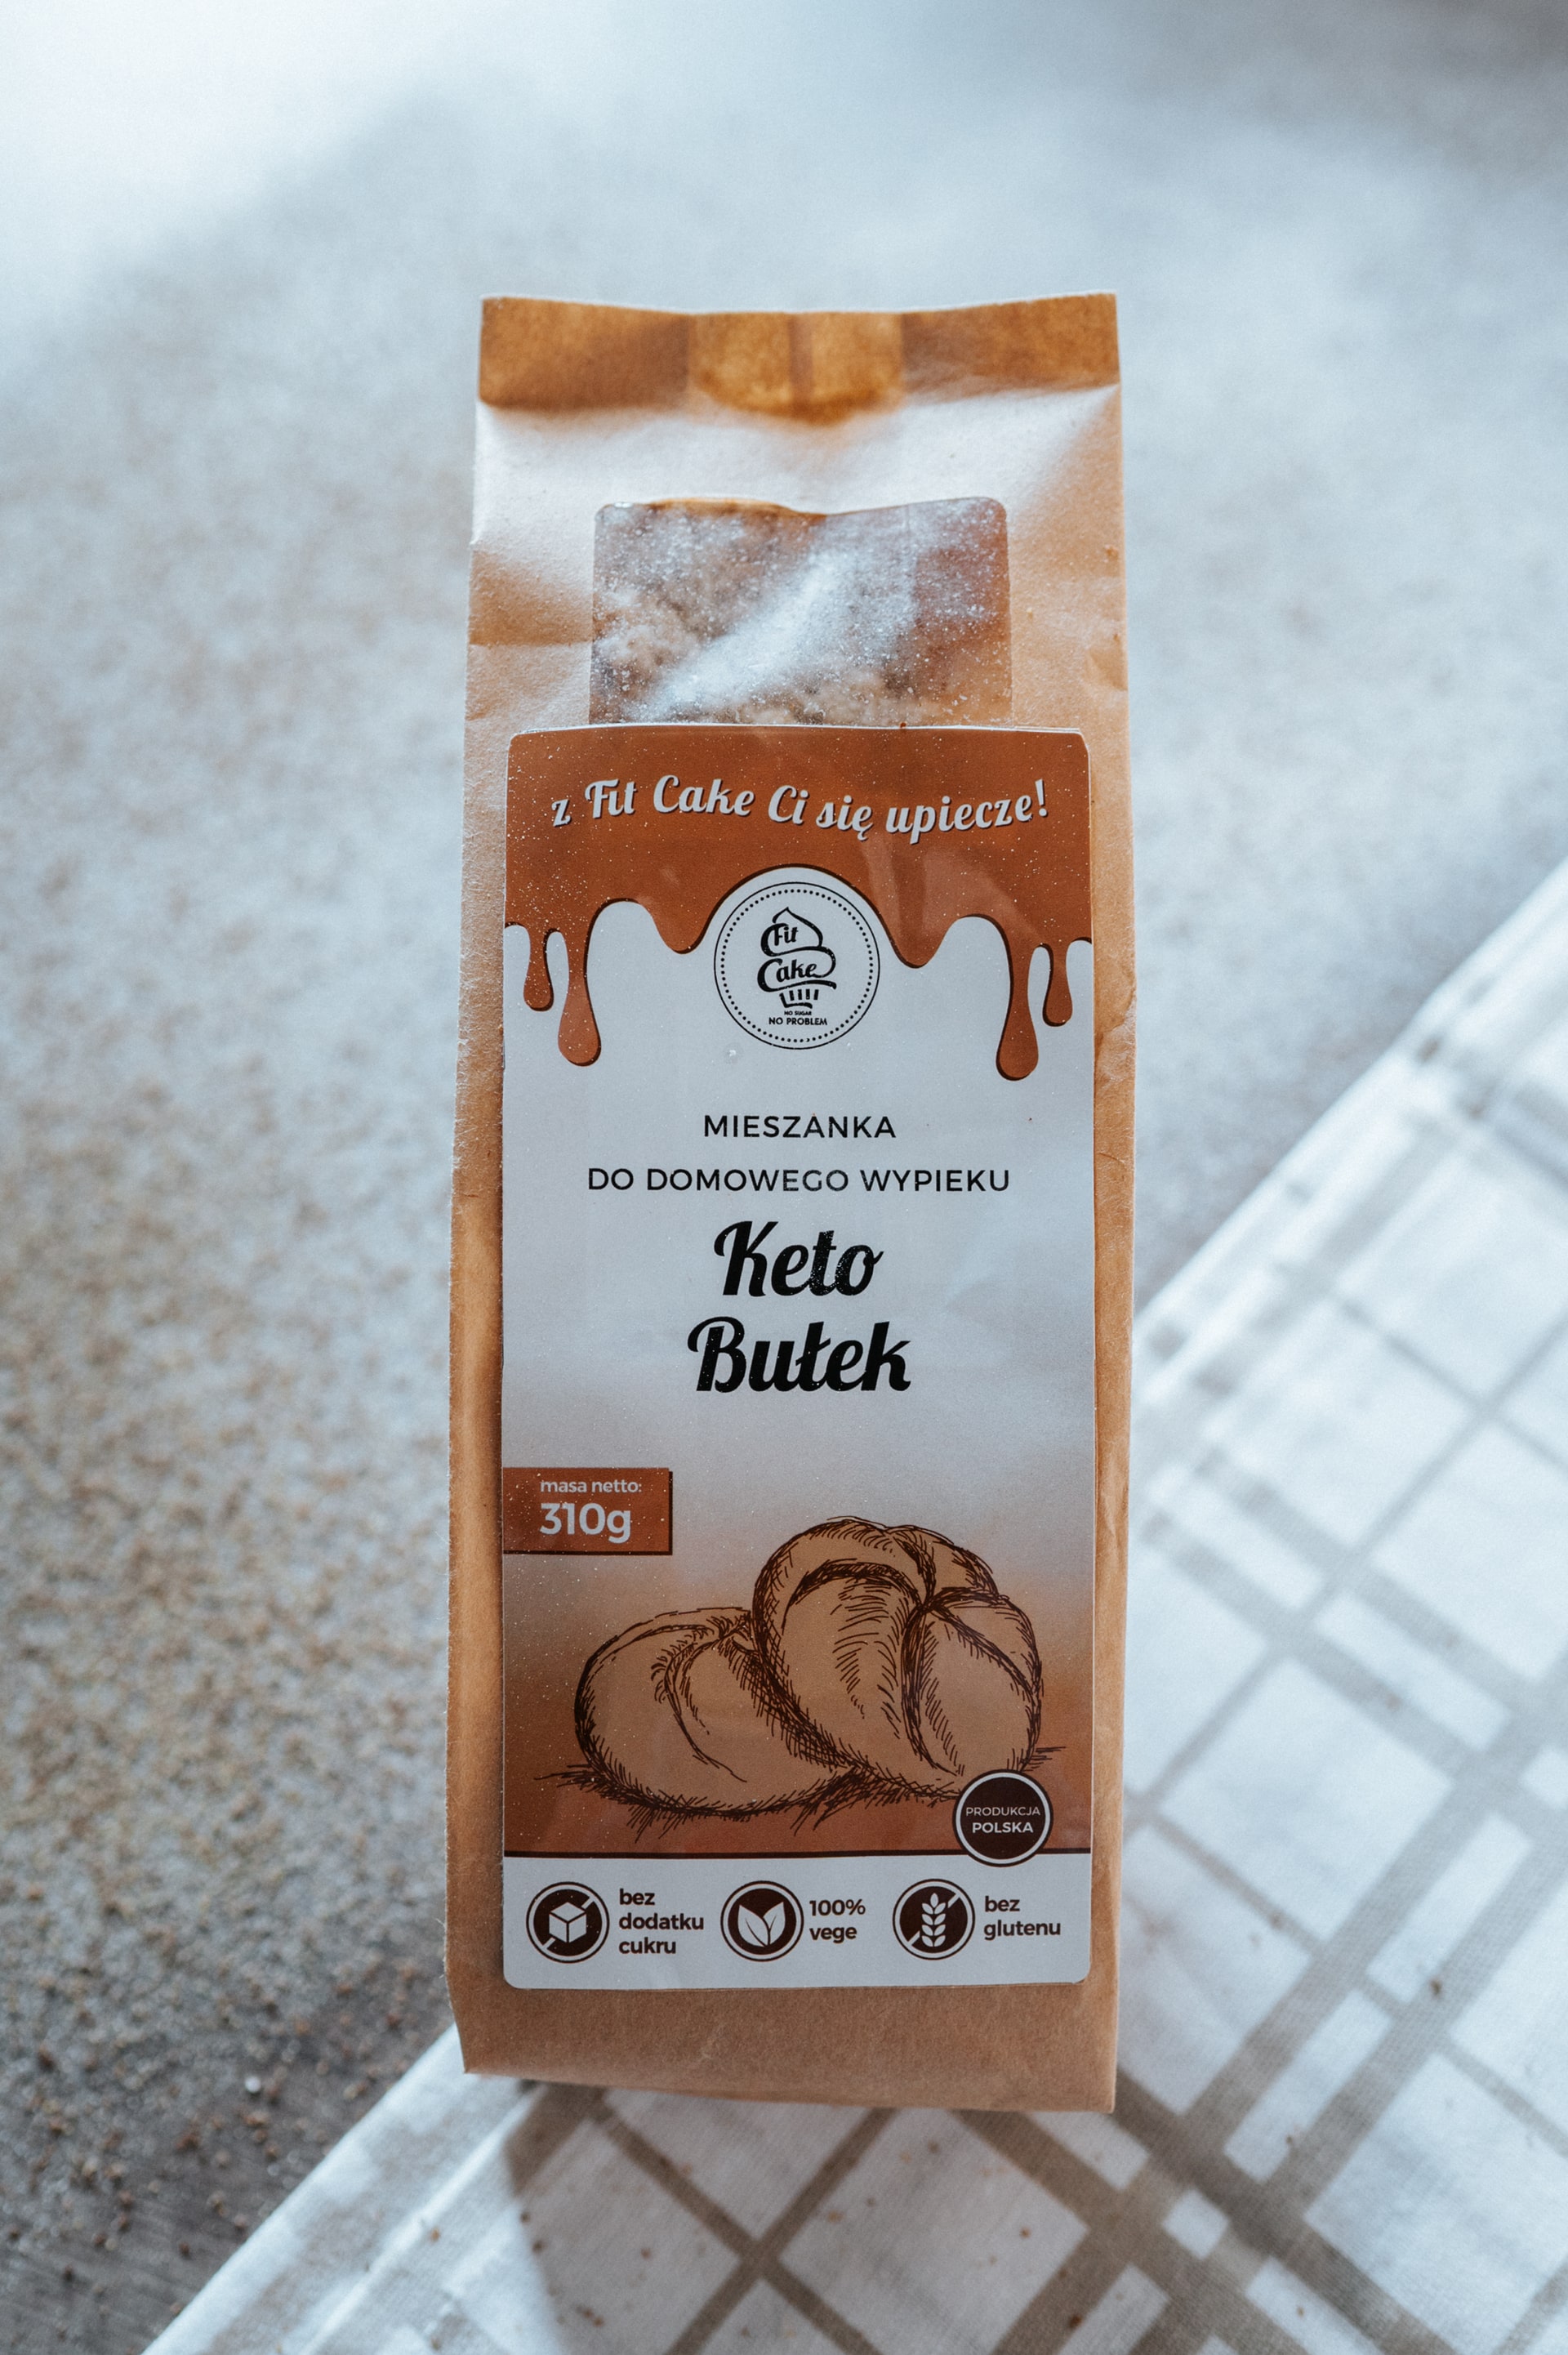 z Fit Cake Ci się upiecze!
Fit
Cake
NO SUGAR
NO PROBLEM
MIESZANKA
DO DOMOWEGO WYPIEKU
Keto
Bułek
masa netto:
310g
PRODUKCJA
POLSKA
bez
dodatku
cukru
100%
vege
bez
glutenu